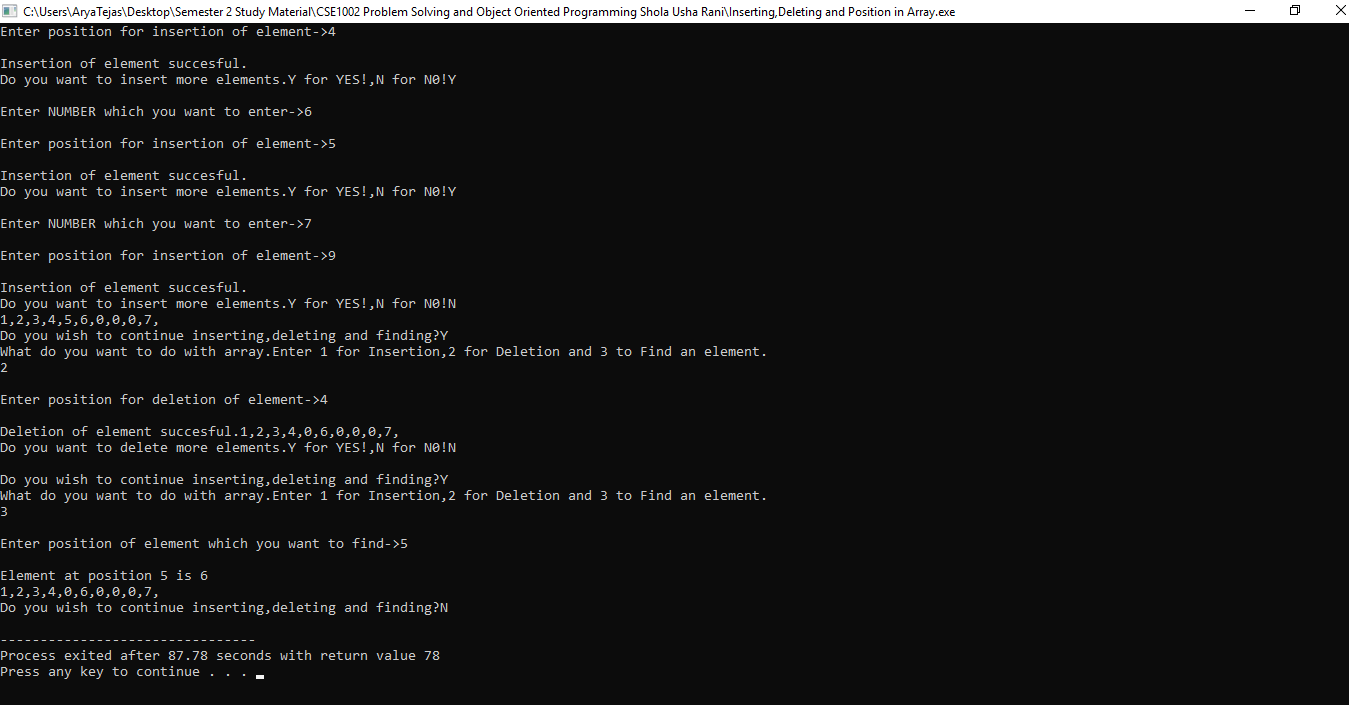 C:\Users\AryaTejas\Desktop\Semester 2 Study Material\CSE1002 Problem Solving and Object Oriented Programming Shola Usha Rani\Inserting,Deleting and Position in Array.exe
Enter position for insertion of element->4
Insertion of element succesful.
Do you want to insert more elements.Y for YES!,N for N0!Y
Enter NUMBER which you want to enter->6
Enter position for insertion of element->5
Insertion of element succesful.
Do you want to insert more elements.Y for YES!,N for N0!Y
Enter NUMBER which you want to enter->7
Enter position for insertion of element->9
Insertion of element succesful.
Do you want to insert more elements.Y for YES!,N for N0!N
1,2,3,4,5,6,0,0,0,7,
Do you wish to continue inserting,deleting and finding?Y
What do you want to do with array.Enter 1 for Insertion,2 for Deletion and 3 to Find an element.
2
Enter position for deletion of element->4
Deletion of element succesful.1,2,3,4,0,6,0,0,0,7,
Do you want to delete more elements.Y for YES!,N for N0!N
Do you wish to continue inserting,deleting and finding?Y
What do you want to do with array.Enter 1 for Insertion,2 for Deletion and 3 to Find an element.
3
Enter position of element which you want to find->5
Element at position 5 is 6
1,2,3,4,0,6,0,0,0,7,
Do you wish to continue inserting,deleting and finding?N
--------------------------------
Process exited after 87.78 seconds with return value 78
Press any key to continue . . .